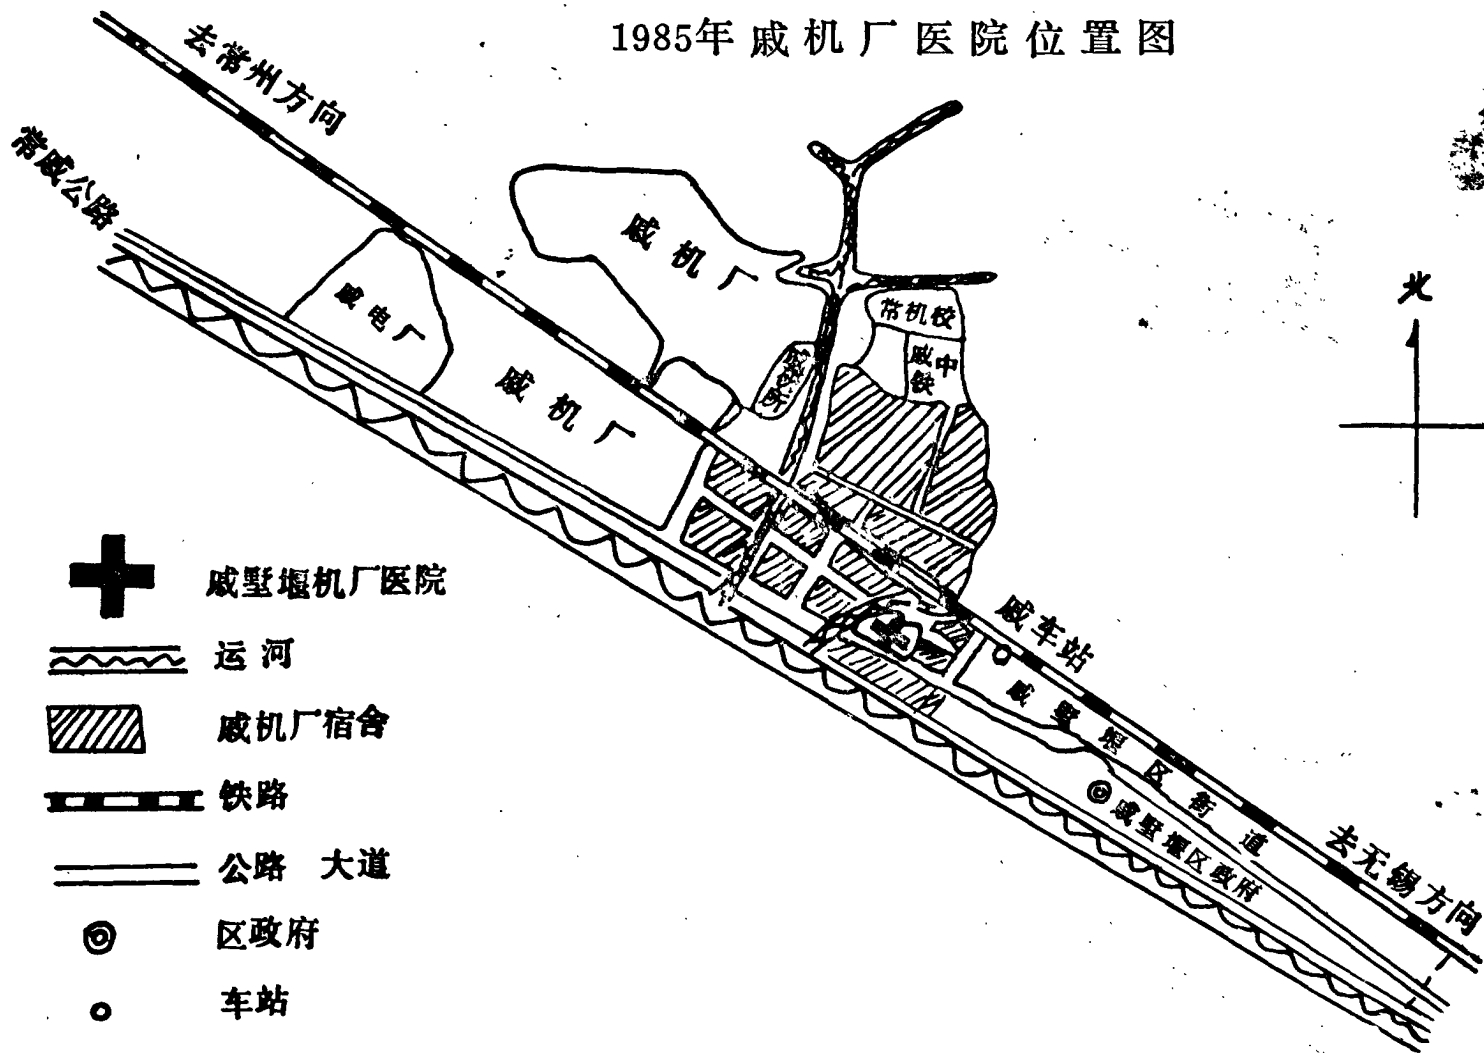 1985年戚机厂医院位置图
去常州方向
常戚公路
戚机厂
北
常机校
戚电厂
戚中
铁
所
戚机厂
戚墅堰机厂医院
运河
戚机厂宿舍
铁路
公路 大道
区政府
车站
戚车站
戚墅堰区街道
戚墅堰区政府
去无锡方向